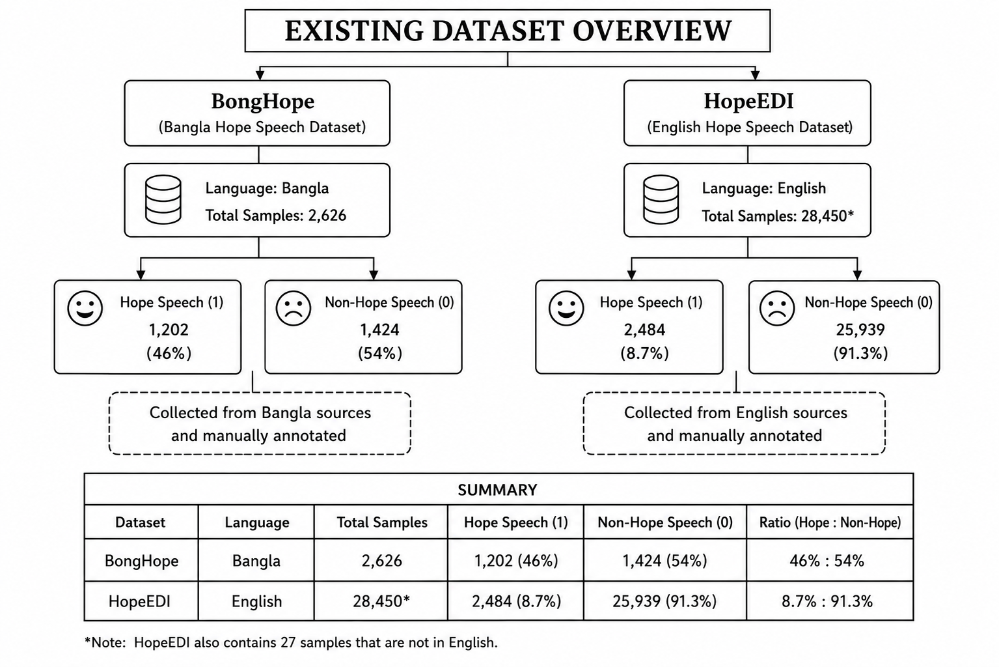 EXISTING DATASET OVERVIEW
BongHope
(Bangla Hope Speech Dataset)
HopeEDI
(English Hope Speech Dataset)
Language: Bangla
Total Samples: 2,626
Language: English
Total Samples: 28,450*
Hope Speech (1)
1,202
(46%)
Non-Hope Speech (0)
1,424
(54%)
Hope Speech (1)
2,484
(8.7%)
Non-Hope Speech (0)
25,939
(91.3%)
Collected from Bangla sources
and manually annotated
Collected from English sources
and manually annotated
SUMMARY
Dataset Language Total Samples Hope Speech (1) Non-Hope Speech (0) Ratio (Hope : Non-Hope)
BongHope Bangla 2,626 1,202 (46%) 1,424 (54%) 46% : 54%
HopeEDI English 28,450* 2,484 (8.7%) 25,939 (91.3%) 8.7% : 91.3%
*Note: HopeEDI also contains 27 samples that are not in English.